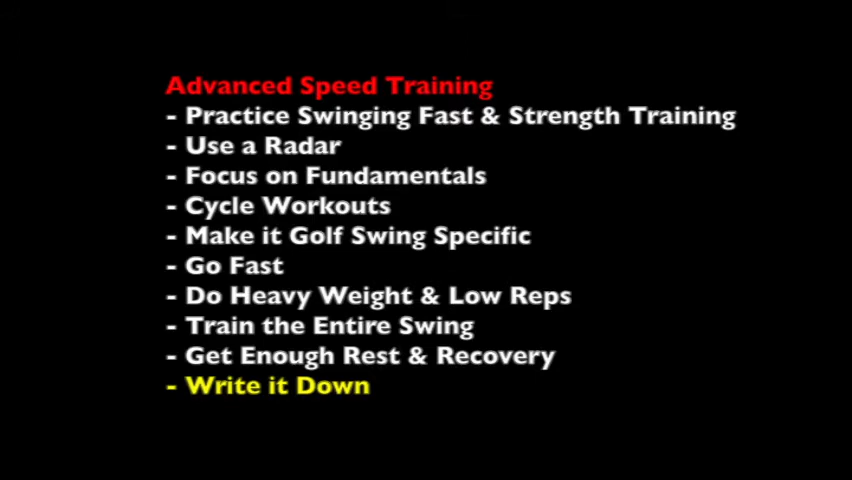 Advanced Speed Training
- Practice Swinging Fast & Strength Training
- Use a Radar
- Focus on Fundamentals
- Cycle Workouts
- Make it Golf Swing Specific
- Go Fast
- Do Heavy Weight & Low Reps
- Train the Entire Swing
- Get Enough Rest & Recovery
- Write it Down